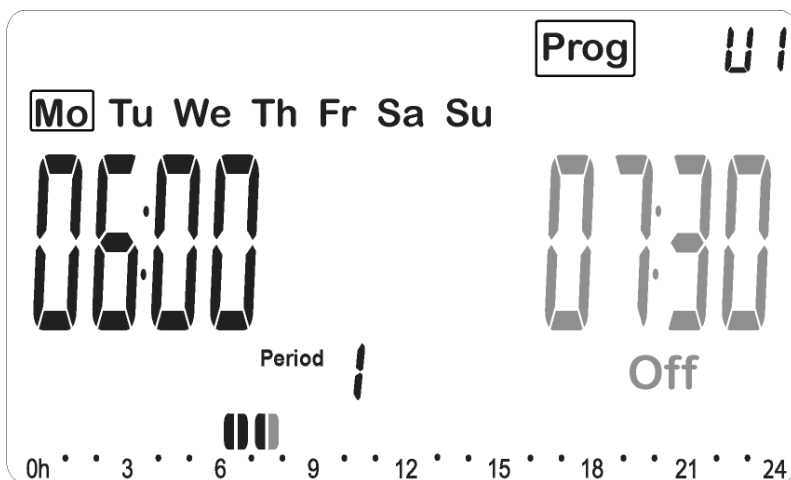 Prog U1
Mo Tu We Th Fr Sa Su
06:00 07:30
Period 1 Off
0h 3 6 9 12 15 18 21 24